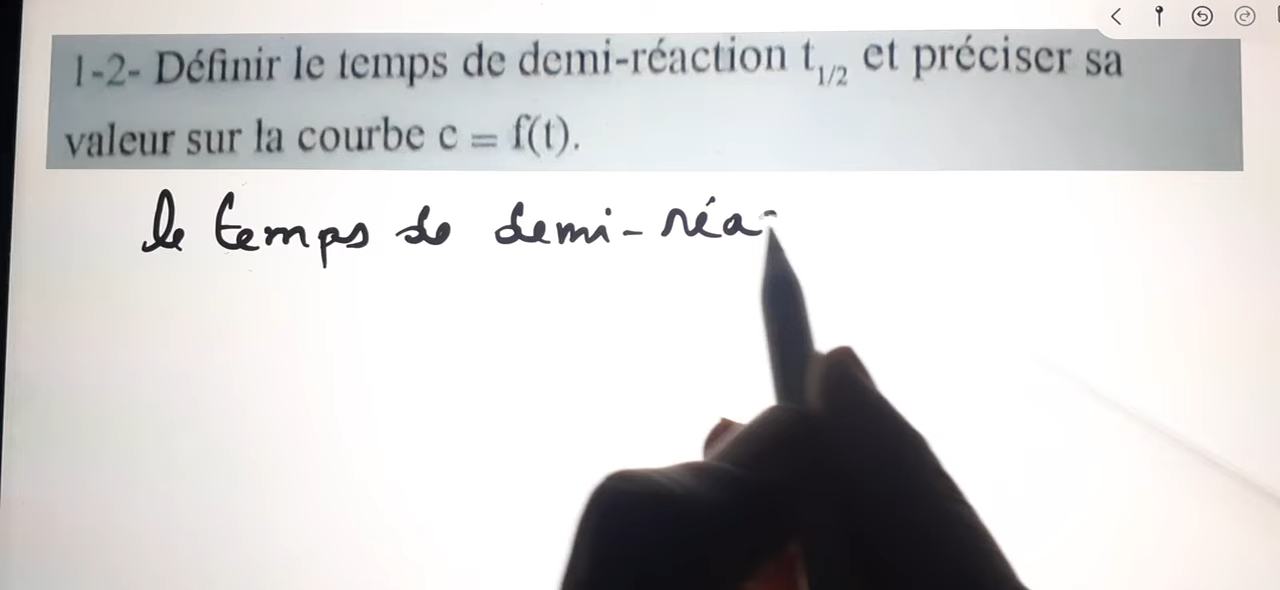 1-2- Définir le temps de demi-réaction t1/2 et préciser sa
valeur sur la courbe c = f(t).
le temps de demi-réa